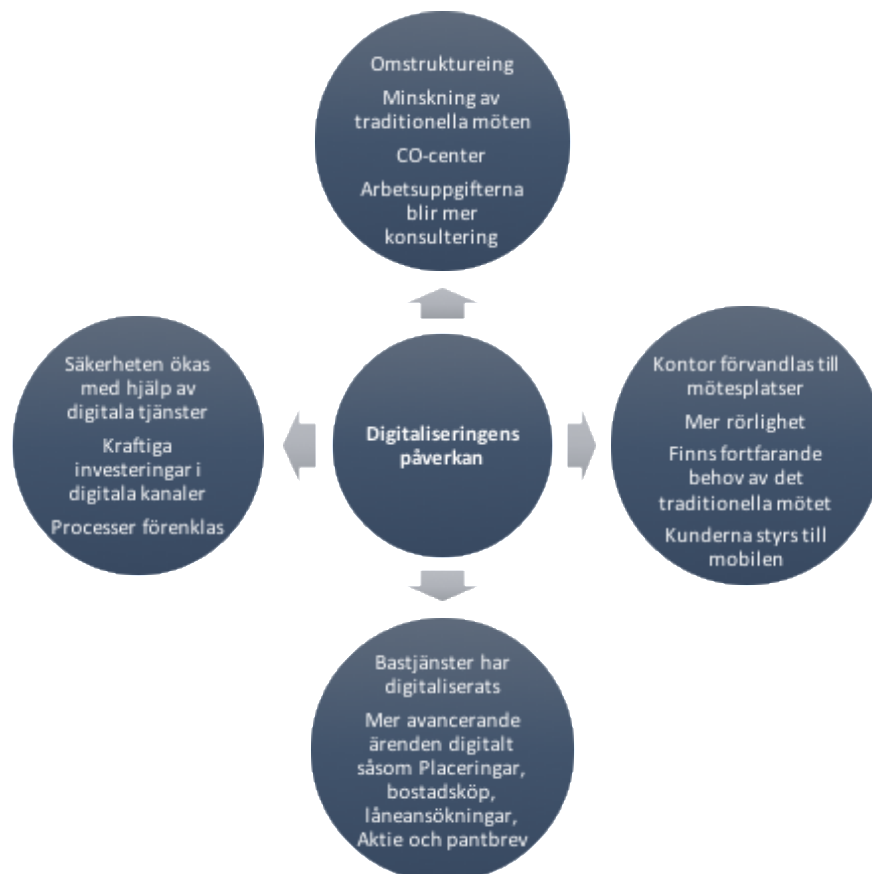 Omstruktureing
Minskning av
traditionella möten
CO-center
Arbetsuppgifterna
blir mer
konsultering
Säkerheten ökas
med hjälp av
digitala tjänster
Kraftiga
investeringar i
digitala kanaler
Processer förenklas
Digitaliseringens
påverkan
Kontor förvandlas till
mötesplatser
Mer rörlighet
Finns fortfarande
behov av det
traditionella mötet
Kunderna styrs till
mobilen
Bastjänster har
digitaliserats
Mer avancerande
ärenden digitalt
såsom Placeringar,
bostadsköp,
låneansökningar,
Aktie och pantbrev